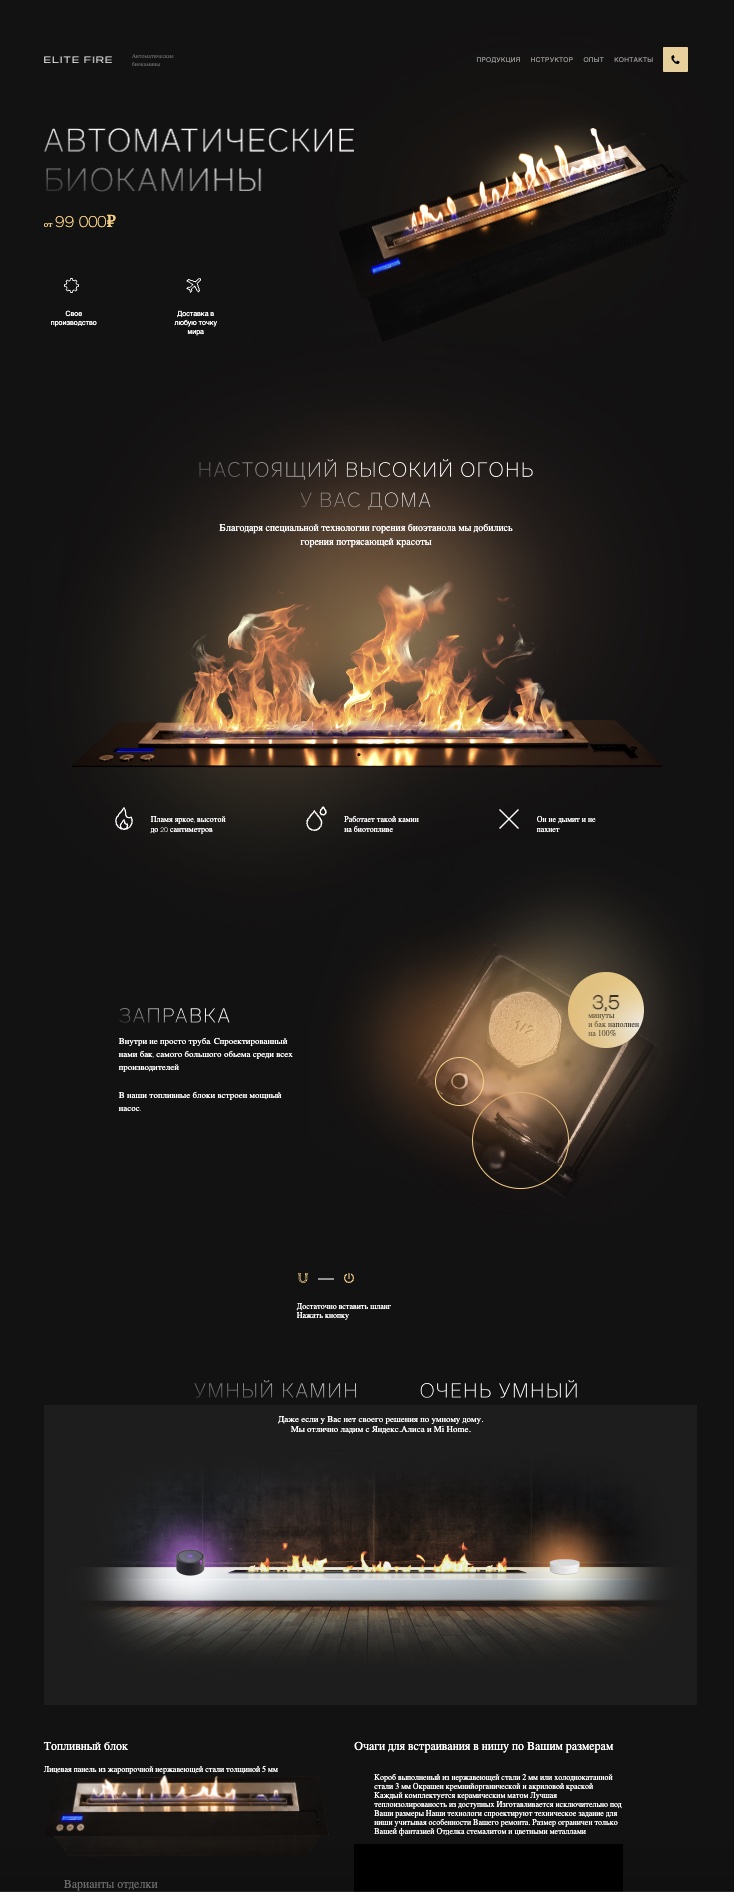 ELITE FIRE
Автоматические
биокамины
ПРОДУКЦИЯ НСТРУКТОР ОПЫТ КОНТАКТЫ
АВТОМАТИЧЕСКИЕ
БИОКАМИНЫ
от 99 000₽
Свое
производство
Доставка в
любую точку
мира
НАСТОЯЩИЙ ВЫСОКИЙ ОГОНЬ
У ВАС ДОМА
Благодаря специальной технологии горения биоэтанола мы добились
горения потрясающей красоты
Пламя яркое, высотой
до 20 сантиметров
Работает такой камин
на биотопливе
Он не дымит и не
пахнет
3,5
минуты
и бак наполнен
на 100%
ЗАПРАВКА
Внутри не просто труба. Спроектированный
нами бак, самого большого обьема среди всех
производителей
В наши топливные блоки встроен мощный
насос.
1/2
Достаточно вставить шланг
Нажать кнопку
УМНЫЙ КАМИН ОЧЕНЬ УМНЫЙ
Даже если у Вас нет своего решения по умному дому.
Мы отлично ладим с Яндекс.Алиса и Mi Home.
Топливный блок
Лицевая панель из жаропрочной нержавеющей стали толщиной 5 мм
Варианты отделки
Очаги для встраивания в нишу по Вашим размерам
Короб выполненый из нержавеющей стали 2 мм или холоднокатанной
стали 3 мм Окрашен кремнийорганической и акриловой краской
Каждый комплектуется керамическим матом Лучшая
теплоизолированость из доступных Изготавливается исключительно под
Ваши размеры Наши технологи спроектируют техническое задание для
ниши учитывая особенности Вашего ремонта. Размер ограничен только
Вашей фантазией Отделка стемалитом и цветными металлами